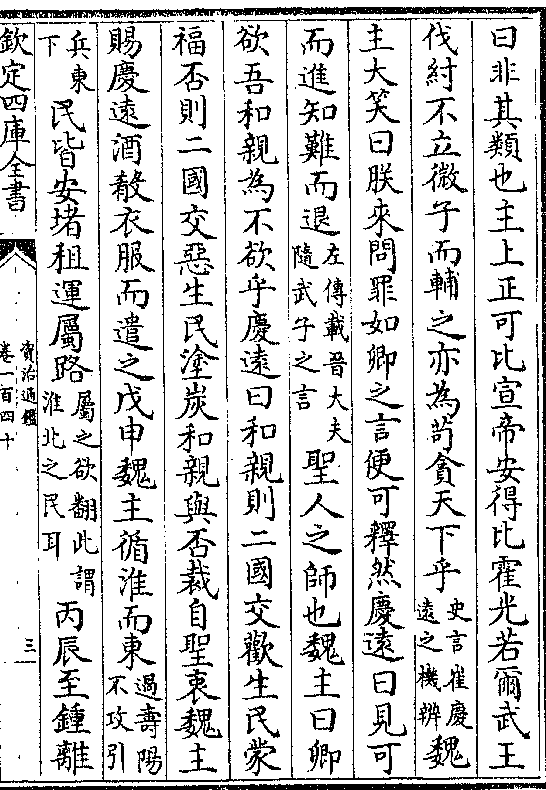 曰非其類也主上正可比宣帝安得比霍光若爾武王
伐紂不立微子而輔之亦為苟貪天下乎史言崔慶遠之機辨魏
主大笑曰朕來問罪如卿之言便可釋然慶遠曰見可
而進知難而退左傳載晉大夫隨武子之言聖人之師也魏主曰卿
欲吾和親為不欲乎慶遠曰和親則二國交歡生民蒙
福否則二國交惡生民塗炭和親與否裁自聖衷魏主
賜慶遠酒殽衣服而遣之戊申魏主循淮而東過壽陽不攻引
兵東下民皆安堵租運屬路屬之欲翻此謂淮北之民耳丙辰至鍾離
欽定四庫全書
資治通鑑
卷一百四十
三